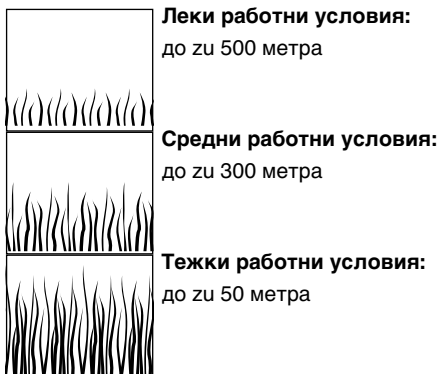 Леки работни условия:
до zu 500 метра
Средни работни условия:
до zu 300 метра
Тежки работни условия:
до zu 50 метра